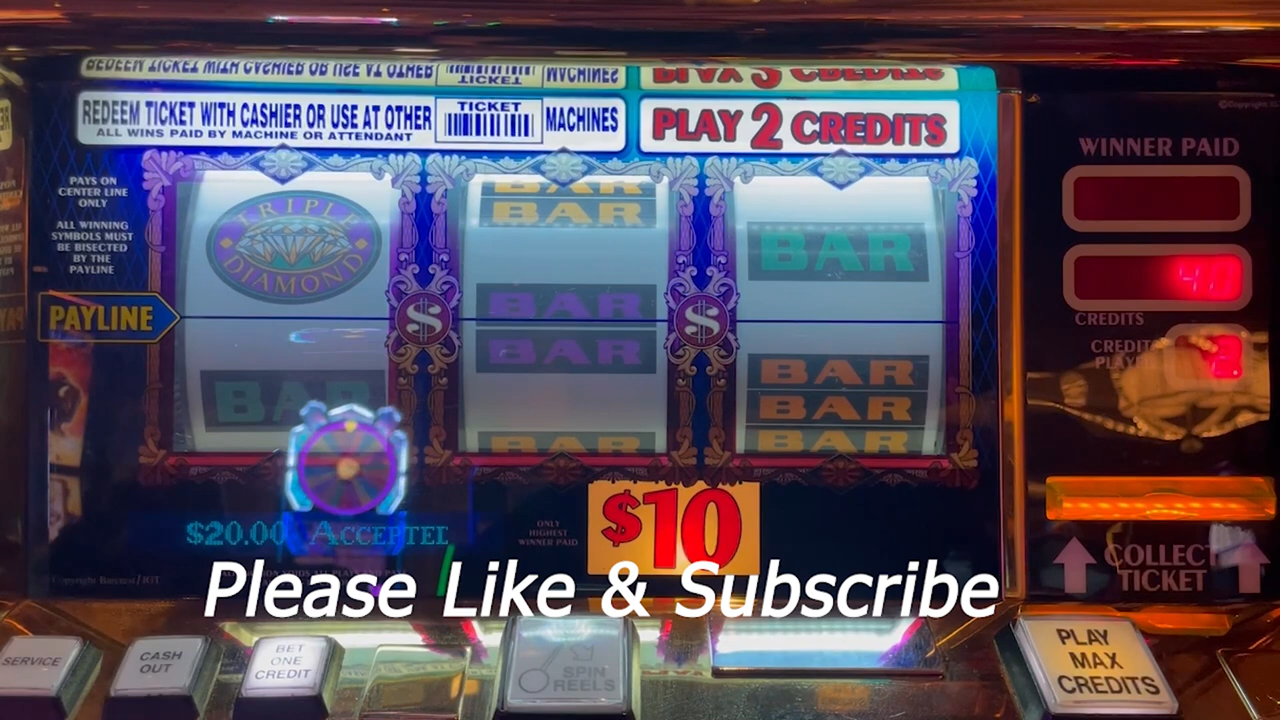 REDEEM TICKET WITH CASHIER OR USE AT OTHER
ALL WINS PAID BY MACHINE OR ATTENDANT
TICKET
MACHINES
PLAY 2 CREDITS
WINNER PAID
PAYS ON
CENTER LINE
ONLY
ALL WINNING
SYMBOLS MUST
BE BISECTED
BY THE
PAYLINE
TRIPLE
DIAMOND
BAR
BAR
BAR
BAR
BAR
40
CREDITS
PAYLINE
$
$
BAR
BAR
BAR
BAR
BAR
BAR
$20.00 ACCEPTED
ONLY
HIGHEST
WINNER PAID
$10
COLLECT
TICKET
Please Like & Subscribe
SERVICE
CASH
OUT
BET
ONE
CREDIT
SPIN
REELS
PLAY
MAX
CREDITS